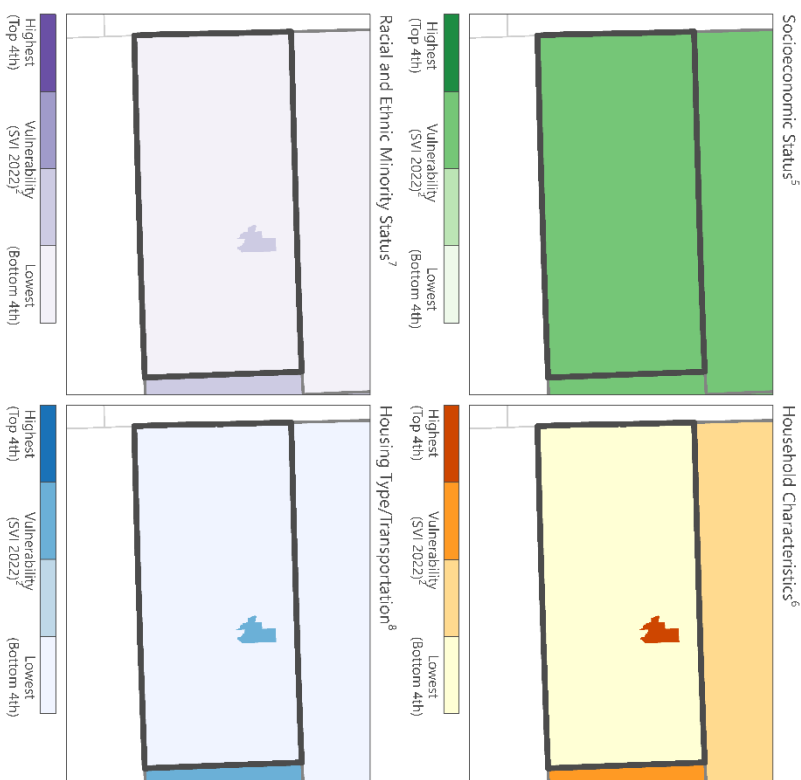 Socioeconomic Status5
Highest
(Top 4th)
Vulnerability
(SVI 2022)2
Lowest
(Bottom 4th)
Household Characteristics6
Highest
(Top 4th)
Vulnerability
(SVI 2022)2
Lowest
(Bottom 4th)
Racial and Ethnic Minority Status7
Highest
(Top 4th)
Vulnerability
(SVI 2022)2
Lowest
(Bottom 4th)
Housing Type/Transportation8
Highest
(Top 4th)
Vulnerability
(SVI 2022)2
Lowest
(Bottom 4th)